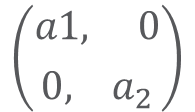 a1, 0
0, a₂